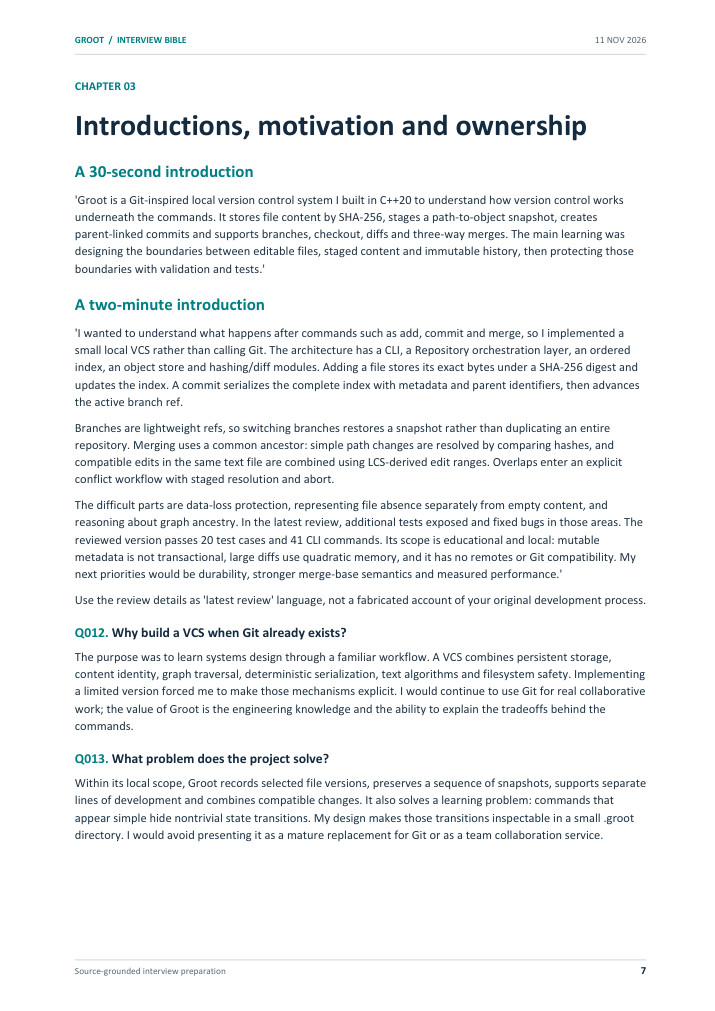 GROOT / INTERVIEW BIBLE
11 NOV 2026
CHAPTER 03
Introductions, motivation and ownership
A 30-second introduction
'Groot is a Git-inspired local version control system I built in C++20 to understand how version control works
underneath the commands. It stores file content by SHA-256, stages a path-to-object snapshot, creates
parent-linked commits and supports branches, checkout, diffs and three-way merges. The main learning was
designing the boundaries between editable files, staged content and immutable history, then protecting those
boundaries with validation and tests.'
A two-minute introduction
'I wanted to understand what happens after commands such as add, commit and merge, so I implemented a
small local VCS rather than calling Git. The architecture has a CLI, a Repository orchestration layer, an ordered
index, an object store and hashing/diff modules. Adding a file stores its exact bytes under a SHA-256 digest and
updates the index. A commit serializes the complete index with metadata and parent identifiers, then advances
the active branch ref.
Branches are lightweight refs, so switching branches restores a snapshot rather than duplicating an entire
repository. Merging uses a common ancestor: simple path changes are resolved by comparing hashes, and
compatible edits in the same text file are combined using LCS-derived edit ranges. Overlaps enter an explicit
conflict workflow with staged resolution and abort.
The difficult parts are data-loss protection, representing file absence separately from empty content, and
reasoning about graph ancestry. In the latest review, additional tests exposed and fixed bugs in those areas. The
reviewed version passes 20 test cases and 41 CLI commands. Its scope is educational and local: mutable
metadata is not transactional, large diffs use quadratic memory, and it has no remotes or Git compatibility. My
next priorities would be durability, stronger merge-base semantics and measured performance.'
Use the review details as 'latest review' language, not a fabricated account of your original development process.
Q012. Why build a VCS when Git already exists?
The purpose was to learn systems design through a familiar workflow. A VCS combines persistent storage,
content identity, graph traversal, deterministic serialization, text algorithms and filesystem safety. Implementing
a limited version forced me to make those mechanisms explicit. I would continue to use Git for real collaborative
work; the value of Groot is the engineering knowledge and the ability to explain the tradeoffs behind the
commands.
Q013. What problem does the project solve?
Within its local scope, Groot records selected file versions, preserves a sequence of snapshots, supports separate
lines of development and combines compatible changes. It also solves a learning problem: commands that
appear simple hide nontrivial state transitions. My design makes those transitions inspectable in a small .groot
directory. I would avoid presenting it as a mature replacement for Git or as a team collaboration service.
Source-grounded interview preparation
7